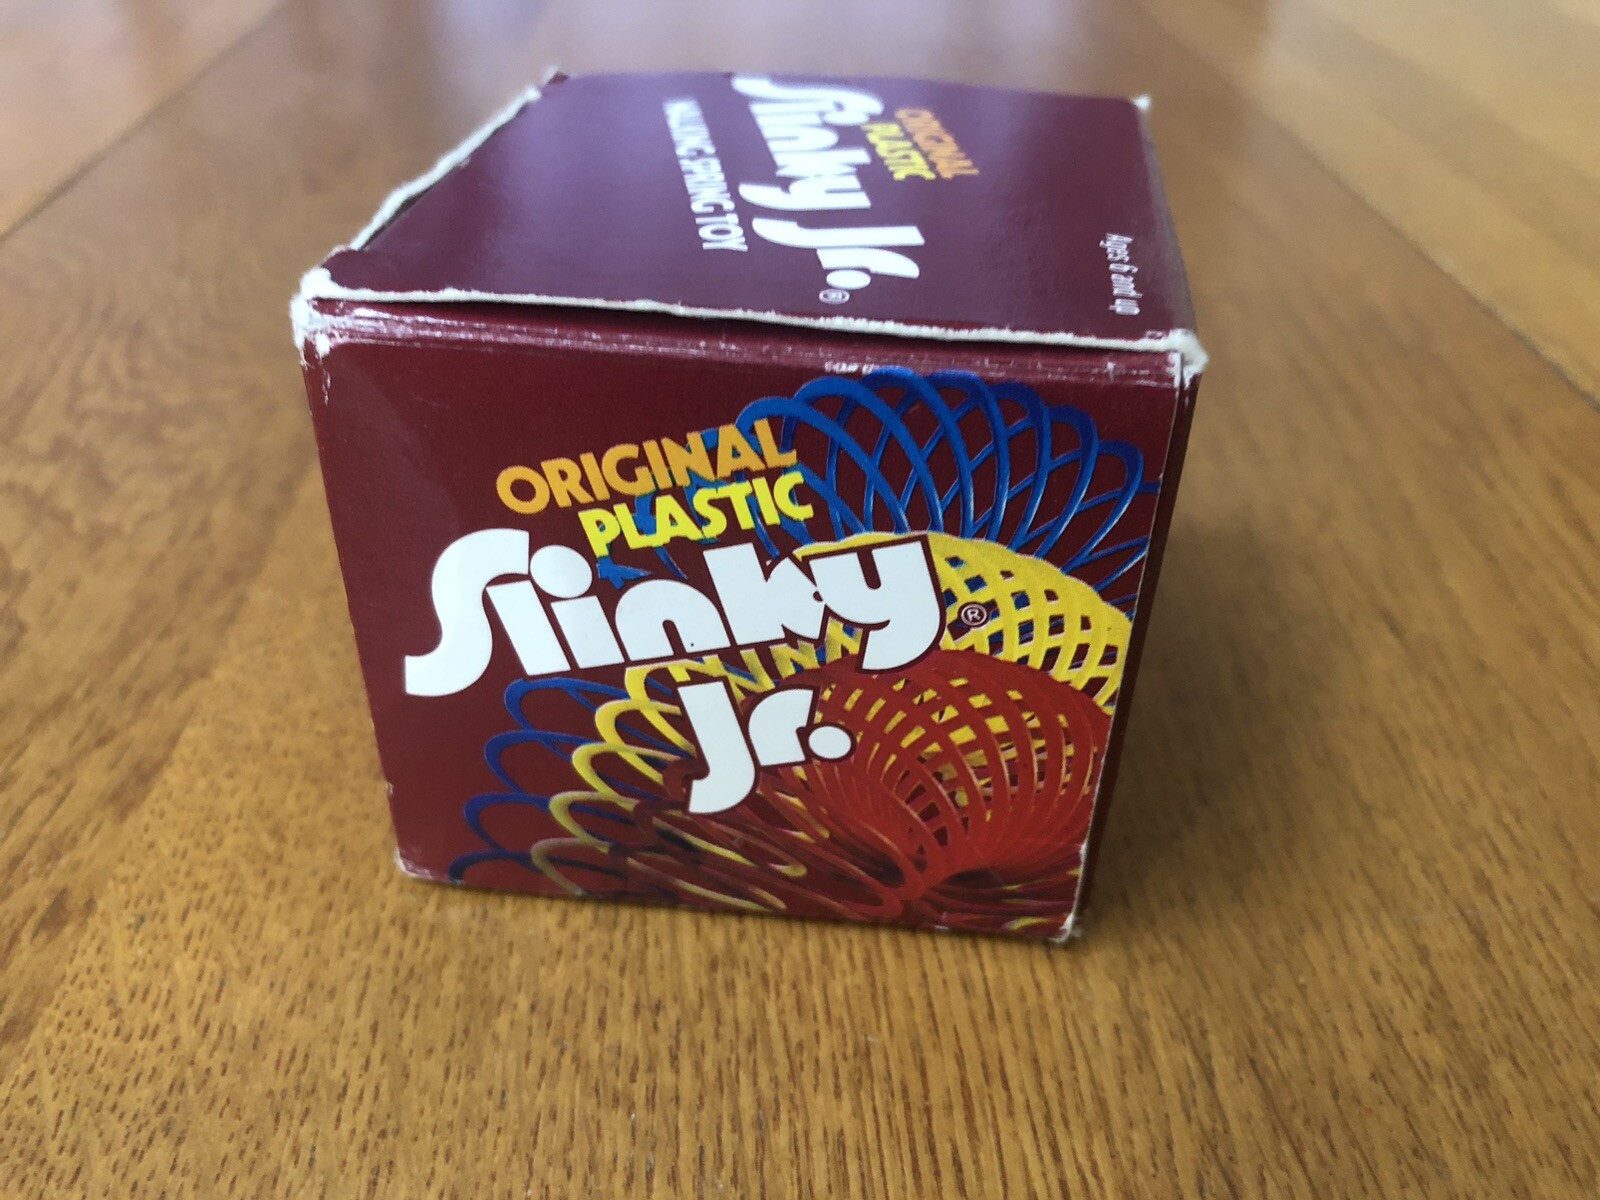 ORIGINAL
PLASTIC
Slinky Jr.®
WALKING SPRING TOY
Ages 6 and up
ORIGINAL
PLASTIC
Slinky®
Jr.